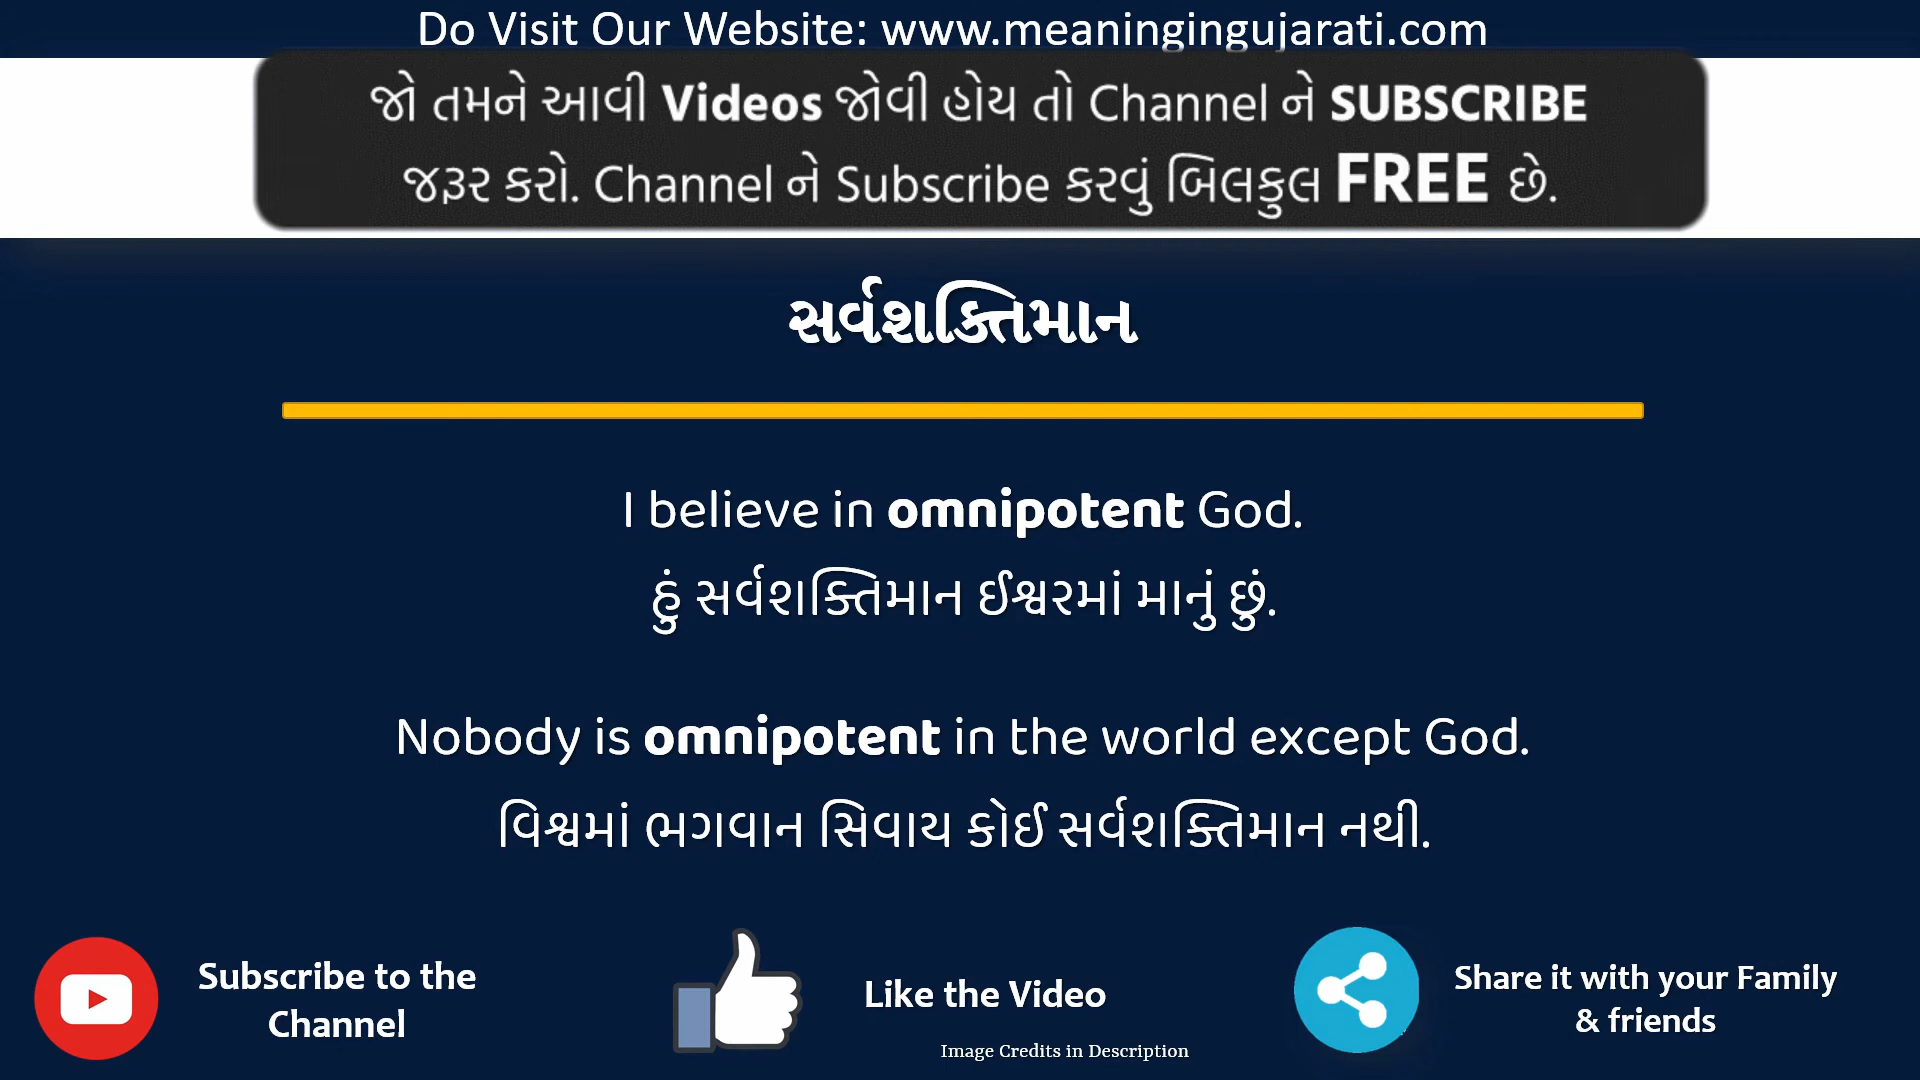 Do Visit Our Website: www.meaningingujarati.com
જો તમને આવી Videos જોવી હોય તો Channel ને SUBSCRIBE
જરૂર કરો. Channel ને Subscribe કરવું બિલકુલ FREE છે.
સર્વશક્તિમાન
I believe in omnipotent God.
હું સર્વશક્તિમાન ઈશ્વરમાં માનું છું.
Nobody is omnipotent in the world except God.
વિશ્વમાં ભગવાન સિવાય કોઈ સર્વશક્તિમાન નથી.
Subscribe to the
Channel
Like the Video
Share it with your Family
& friends
Image Credits in Description